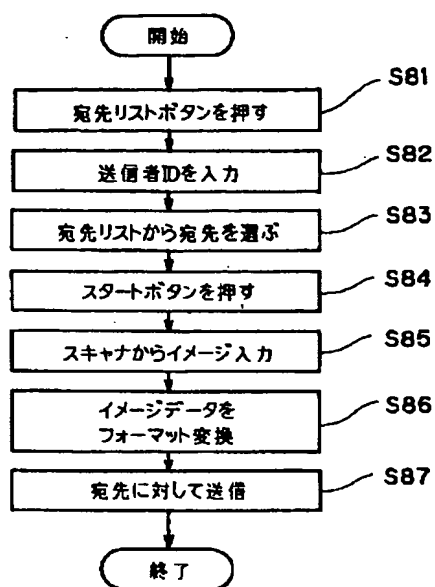 開始
宛先リストボタンを押す
S81
送信者IDを入力
S82
宛先リストから宛先を選ぶ
S83
スタートボタンを押す
S84
スキャナからイメージ入力
S85
イメージデータを
フォーマット変換
S86
宛先に対して送信
S87
終了